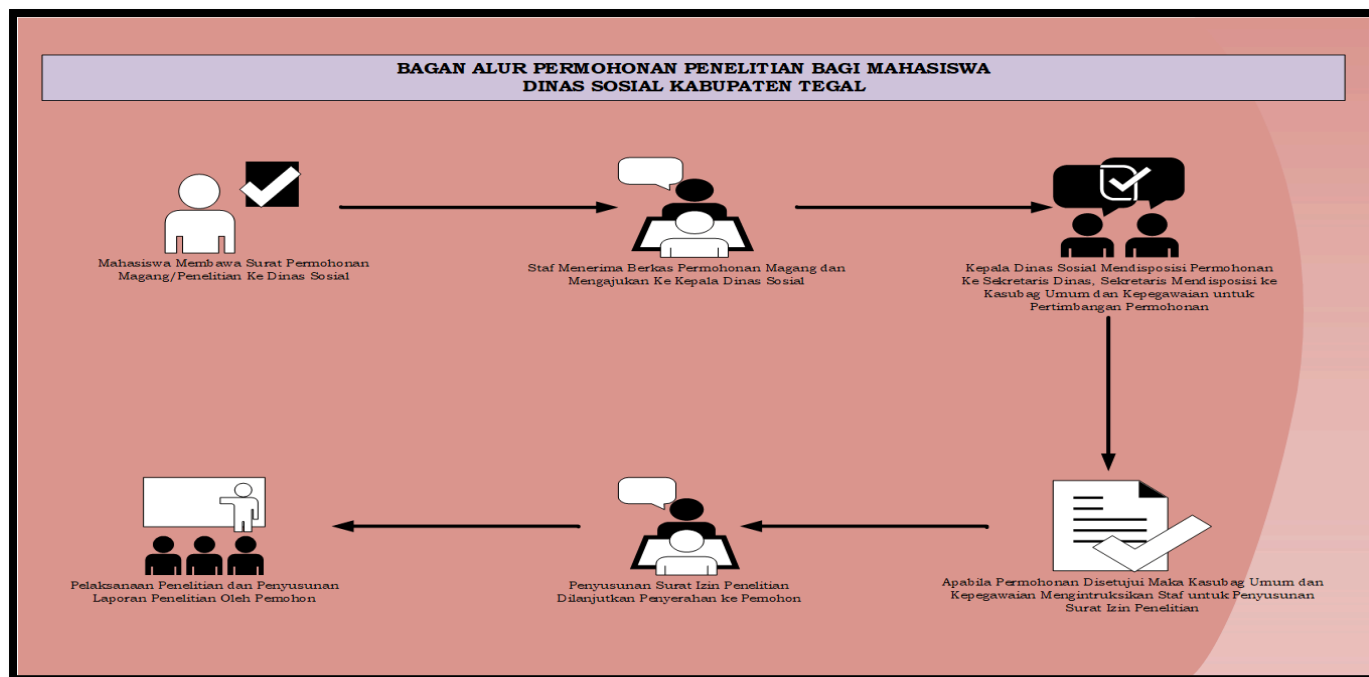 BAGAN ALUR PERMOHONAN PENELITIAN BAGI MAHASISWA
DINAS SOSIAL KABUPATEN TEGAL
Mahasiswa Membawa Surat Permohonan
Magang/Penelitian Ke Dinas Sosial
Staf Menerima Berkas Permohonan Magang dan
Mengajukan Ke Kepala Dinas Sosial
Kepala Dinas Sosial Mendisposisi Permohonan
Ke Sekretaris Dinas, Sekretaris Mendisposisi ke
Kasubag Umum dan Kepegawaian untuk
Pertimbangan Permohonan
Pelaksanaan Penelitian dan Penyusunan
Laporan Penelitian Oleh Pemohon
Penyusunan Surat Izin Penelitian
Dilanjutkan Penyerahan ke Pemohon
Apabila Permohonan Disetujui Maka Kasubag Umum dan
Kepegawaian Mengintruksikan Staf untuk Penyusunan
Surat Izin Penelitian